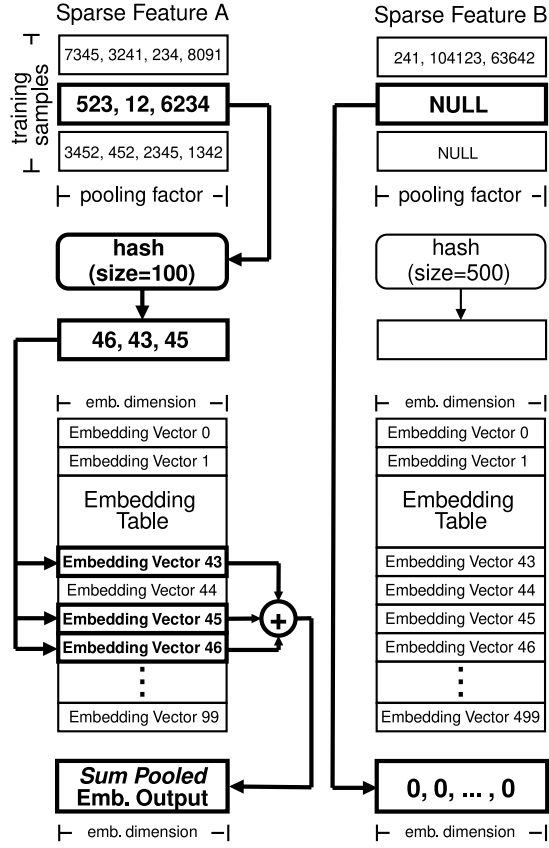 Sparse Feature A
training
samples
7345, 3241, 234, 8091
523, 12, 6234
3452, 452, 2345, 1342
pooling factor
hash
(size=100)
46, 43, 45
emb. dimension
Embedding Vector 0
Embedding Vector 1
Embedding
Table
Embedding Vector 43
Embedding Vector 44
Embedding Vector 45
Embedding Vector 46
Embedding Vector 99
+
Sum Pooled
Emb. Output
emb. dimension
Sparse Feature B
241, 104123, 63642
NULL
NULL
pooling factor
hash
(size=500)
emb. dimension
Embedding Vector 0
Embedding Vector 1
Embedding
Table
Embedding Vector 43
Embedding Vector 44
Embedding Vector 45
Embedding Vector 46
Embedding Vector 499
0, 0, ... , 0
emb. dimension